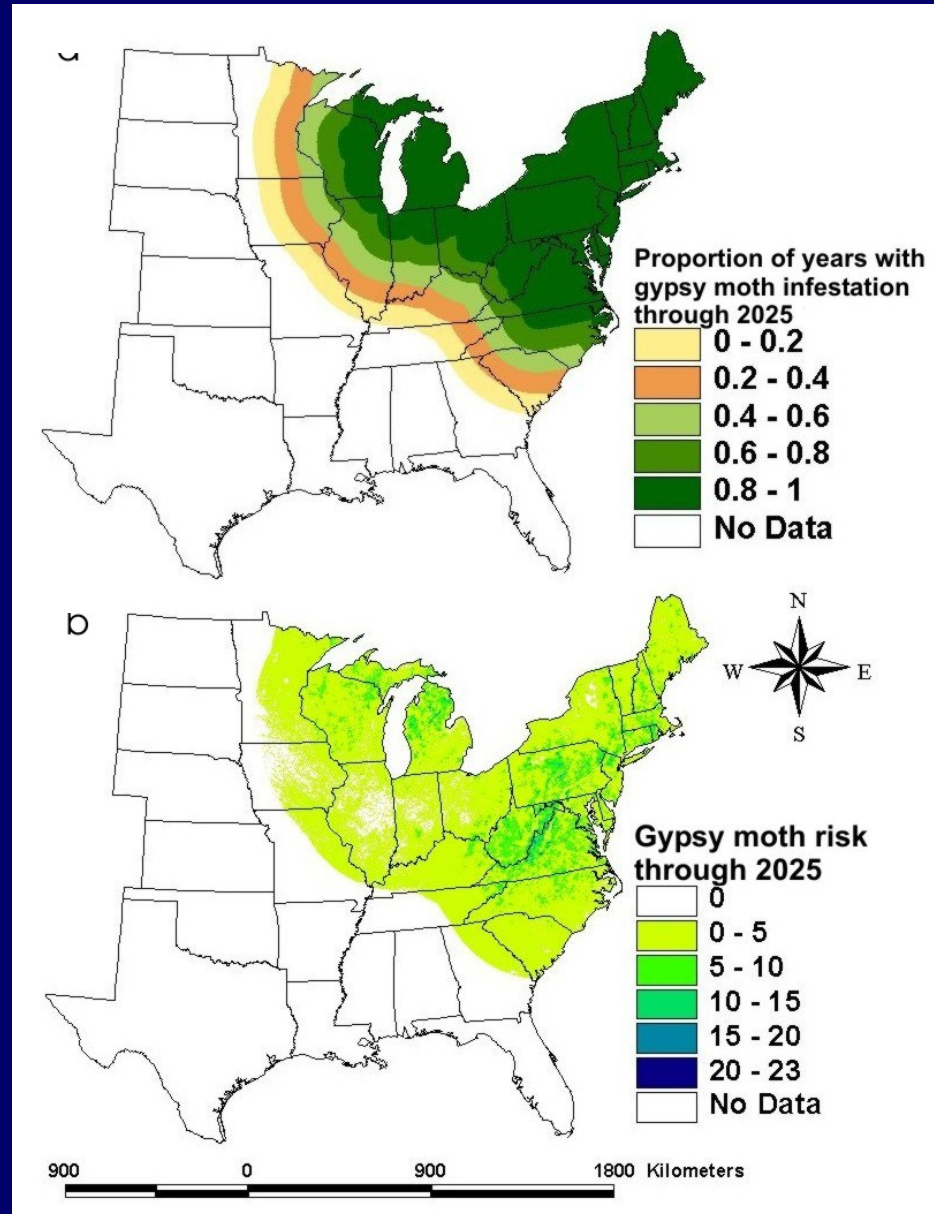 Proportion of years with
gypsy moth infestation
through 2025
0 - 0.2
0.2 - 0.4
0.4 - 0.6
0.6 - 0.8
0.8 - 1
No Data
b
N
W
E
S
Gypsy moth risk
through 2025
0
0 - 5
5 - 10
10 - 15
15 - 20
20 - 23
No Data
900 0 900 1800 Kilometers